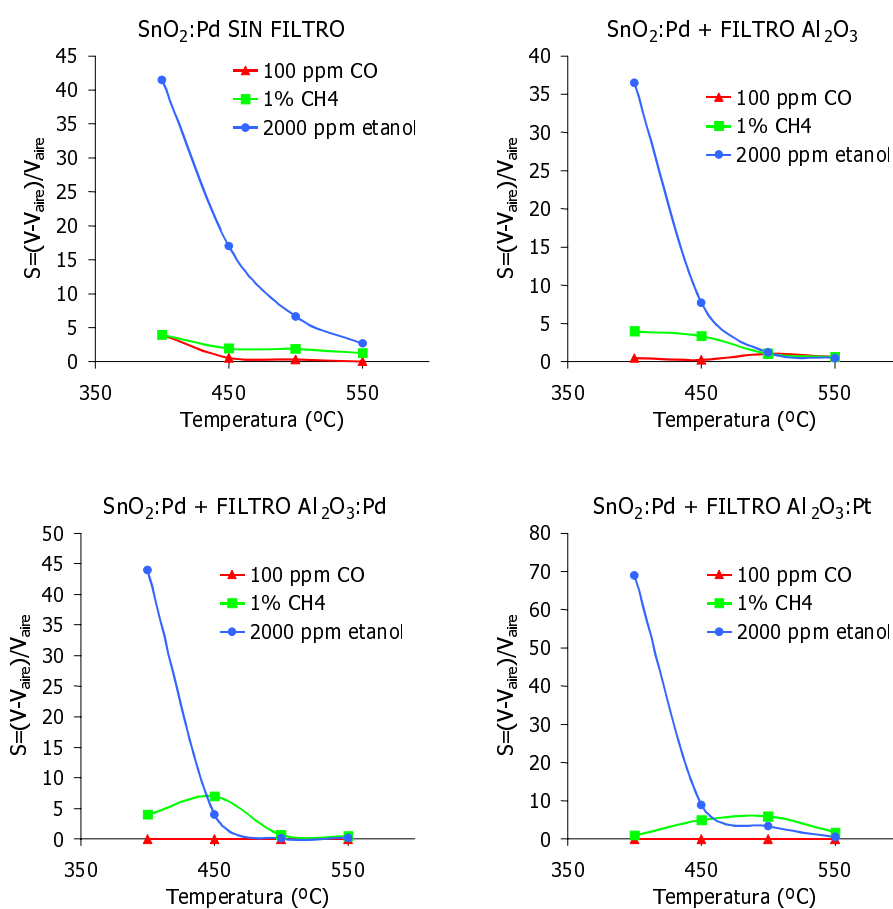 SnO₂:Pd SIN FILTRO
45
40
35
30
25
20
15
10
5
0
S=(V-Vaire)/Vaire
100 ppm CO
1% CH4
2000 ppm etanol
350
450
550
Temperatura (ºC)
SnO₂:Pd + FILTRO Al₂O₃
40
35
30
25
20
15
10
5
0
S=(V-Vaire)/Vaire
100 ppm CO
1% CH4
2000 ppm etanol
350
450
550
Temperatura (ºC)
SnO₂:Pd + FILTRO Al₂O₃:Pd
50
45
40
35
30
25
20
15
10
5
0
S=(V-Vaire)/Vaire
100 ppm CO
1% CH4
2000 ppm etanol
350
450
550
Temperatura (ºC)
SnO₂:Pd + FILTRO Al₂O₃:Pt
80
70
60
50
40
30
20
10
0
S=(V-Vaire)/Vaire
100 ppm CO
1% CH4
2000 ppm etanol
350
450
550
Temperatura (ºC)